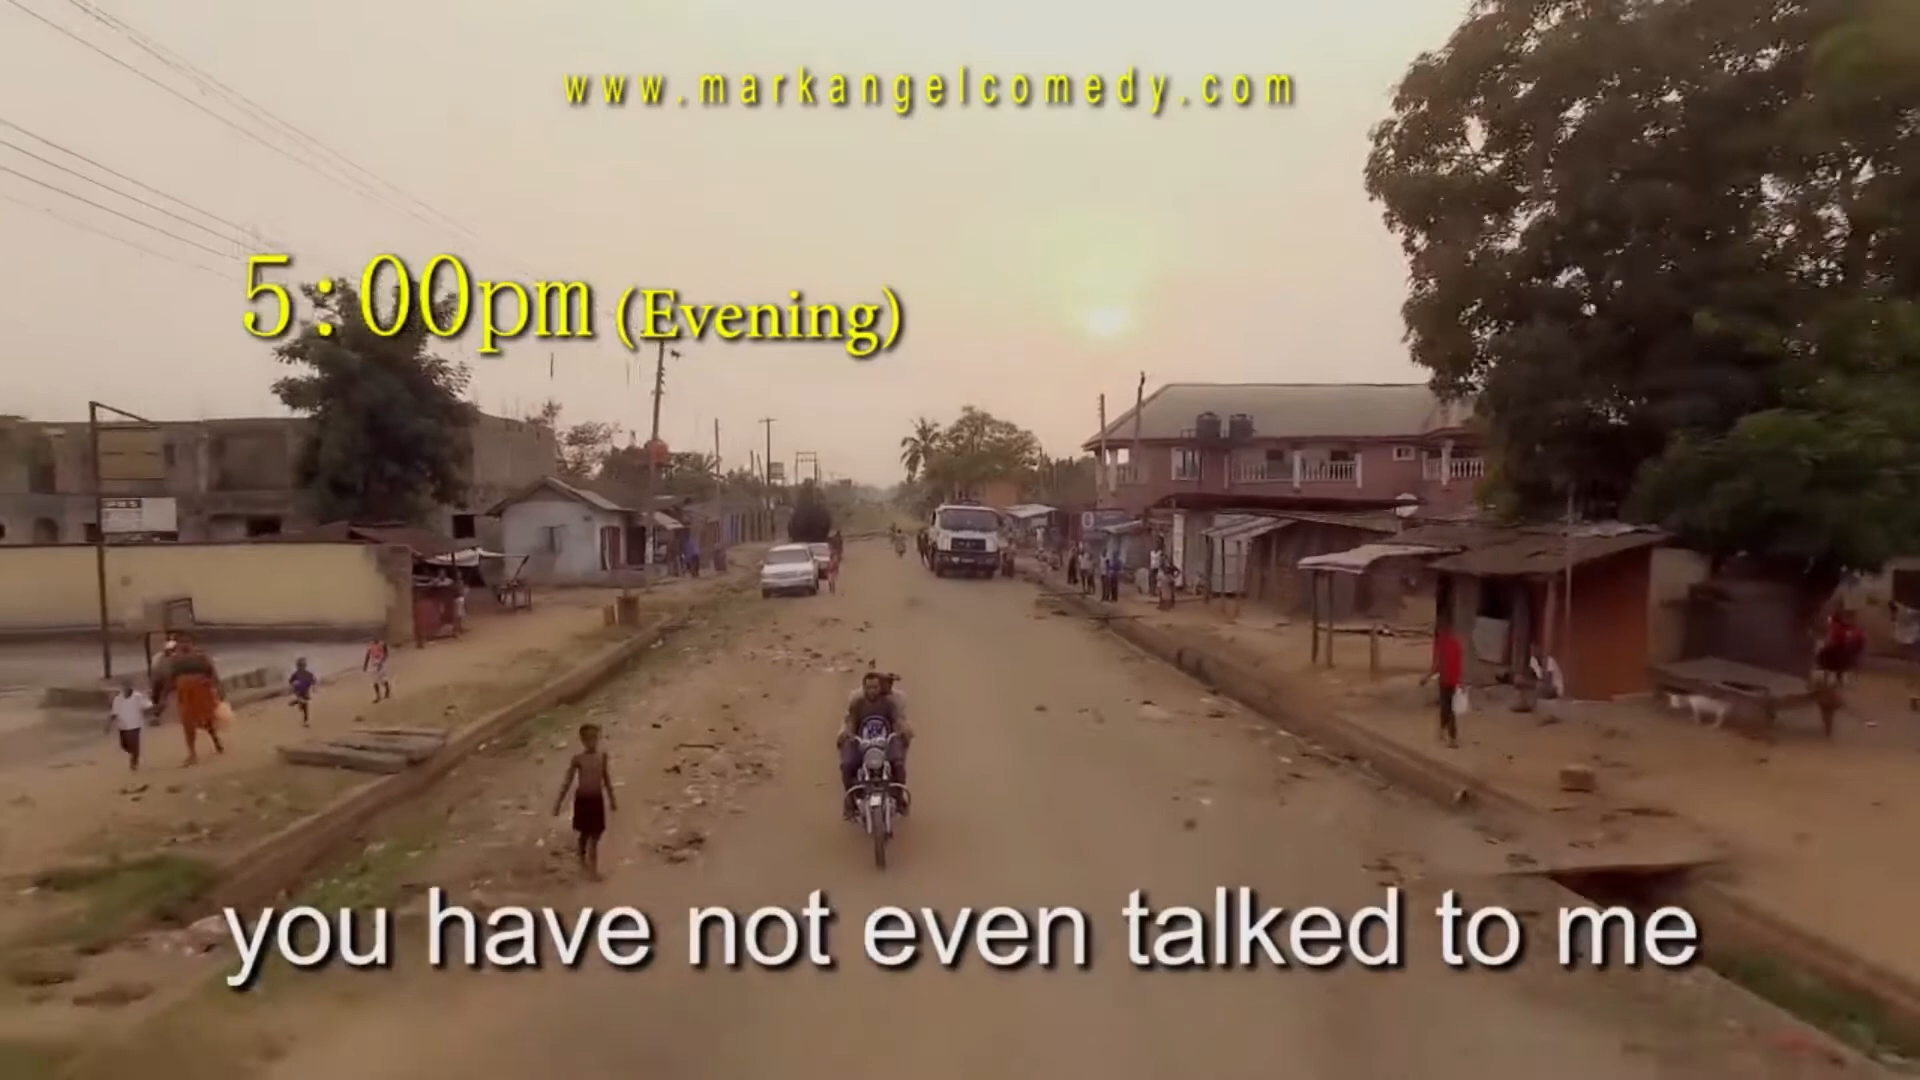 www.markangelcomedy.com
5:00pm (Evening)
you have not even talked to me